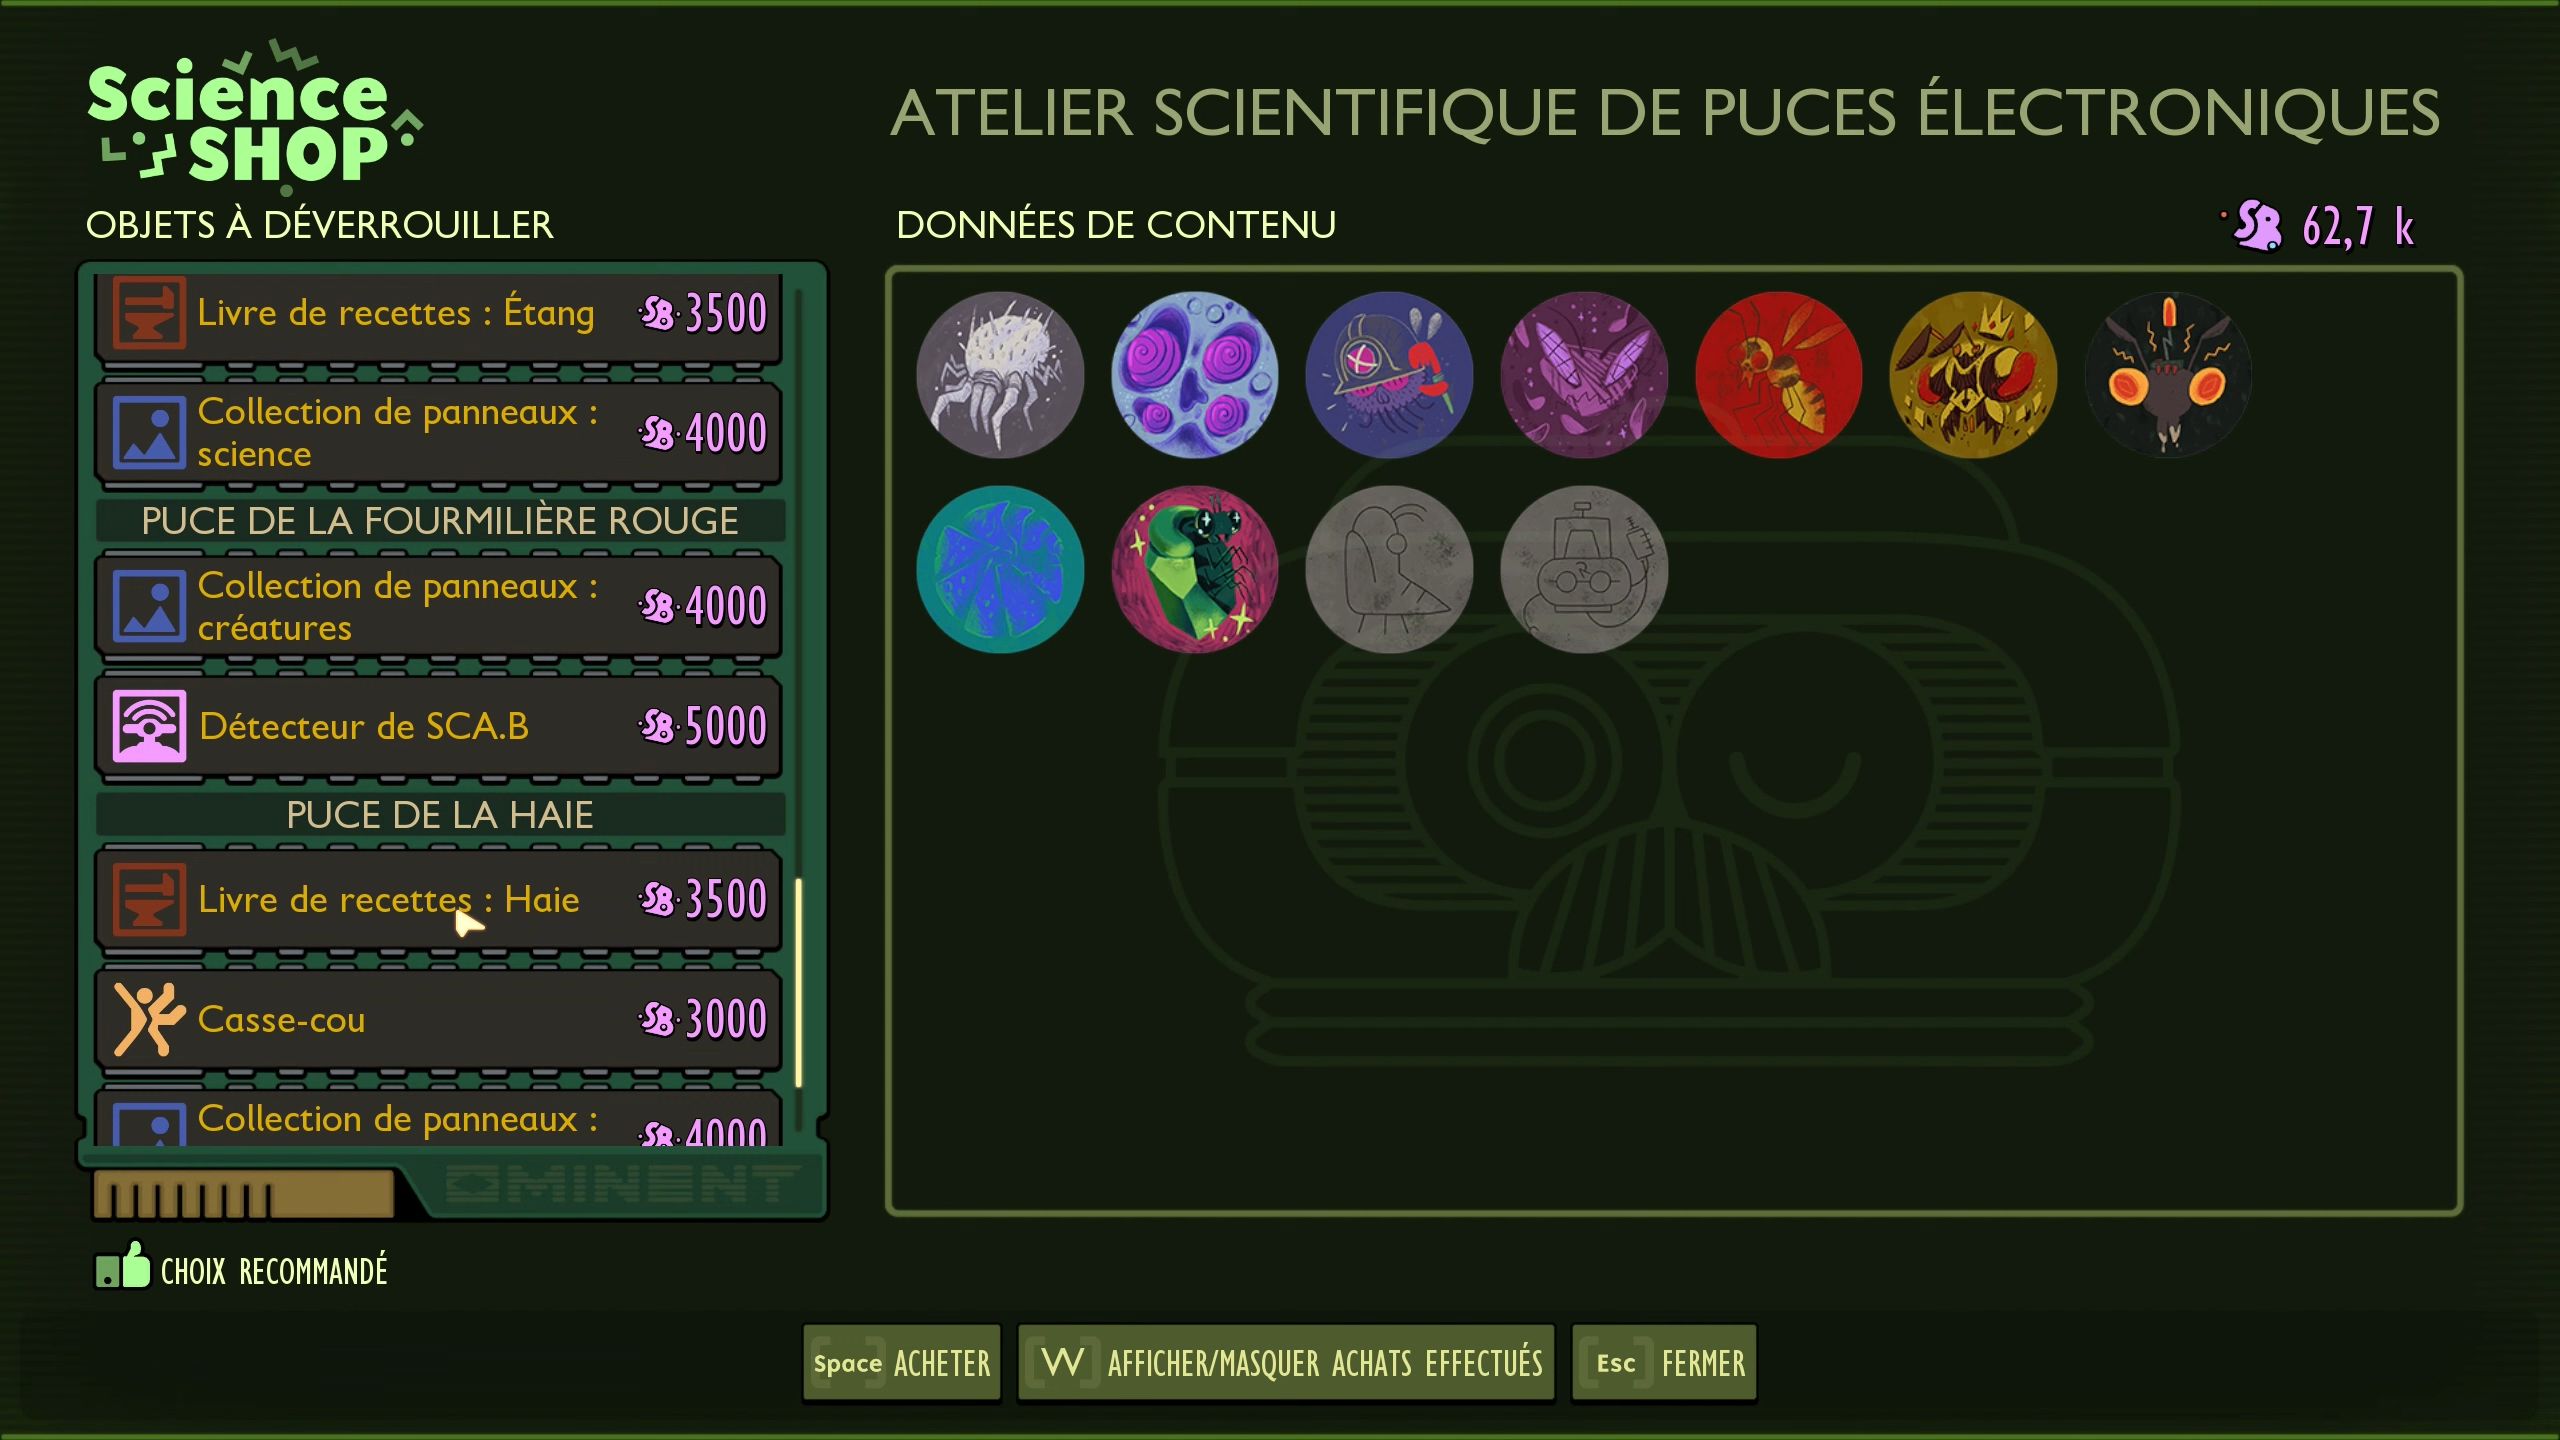 Science
SHOP
ATELIER SCIENTIFIQUE DE PUCES ÉLECTRONIQUES
OBJETS À DÉVERROUILLER
DONNÉES DE CONTENU
62,7 k
Livre de recettes : Étang
3500
Collection de panneaux :
science
4000
PUCE DE LA FOURMILIÈRE ROUGE
Collection de panneaux :
créatures
4000
Détecteur de SCA.B
5000
PUCE DE LA HAIE
Livre de recettes : Haie
3500
Casse-cou
3000
Collection de panneaux :
4000
OMINENT
CHOIX RECOMMANDÉ
Space ACHETER
W AFFICHER/MASQUER ACHATS EFFECTUÉS
Esc FERMER